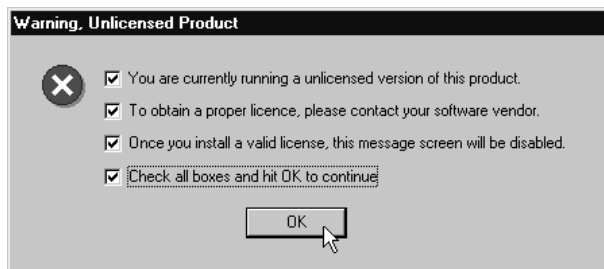 Warning, Unlicensed Product
You are currently running a unlicensed version of this product.
To obtain a proper licence, please contact your software vendor.
Once you install a valid license, this message screen will be disabled.
Check all boxes and hit OK to continue
OK